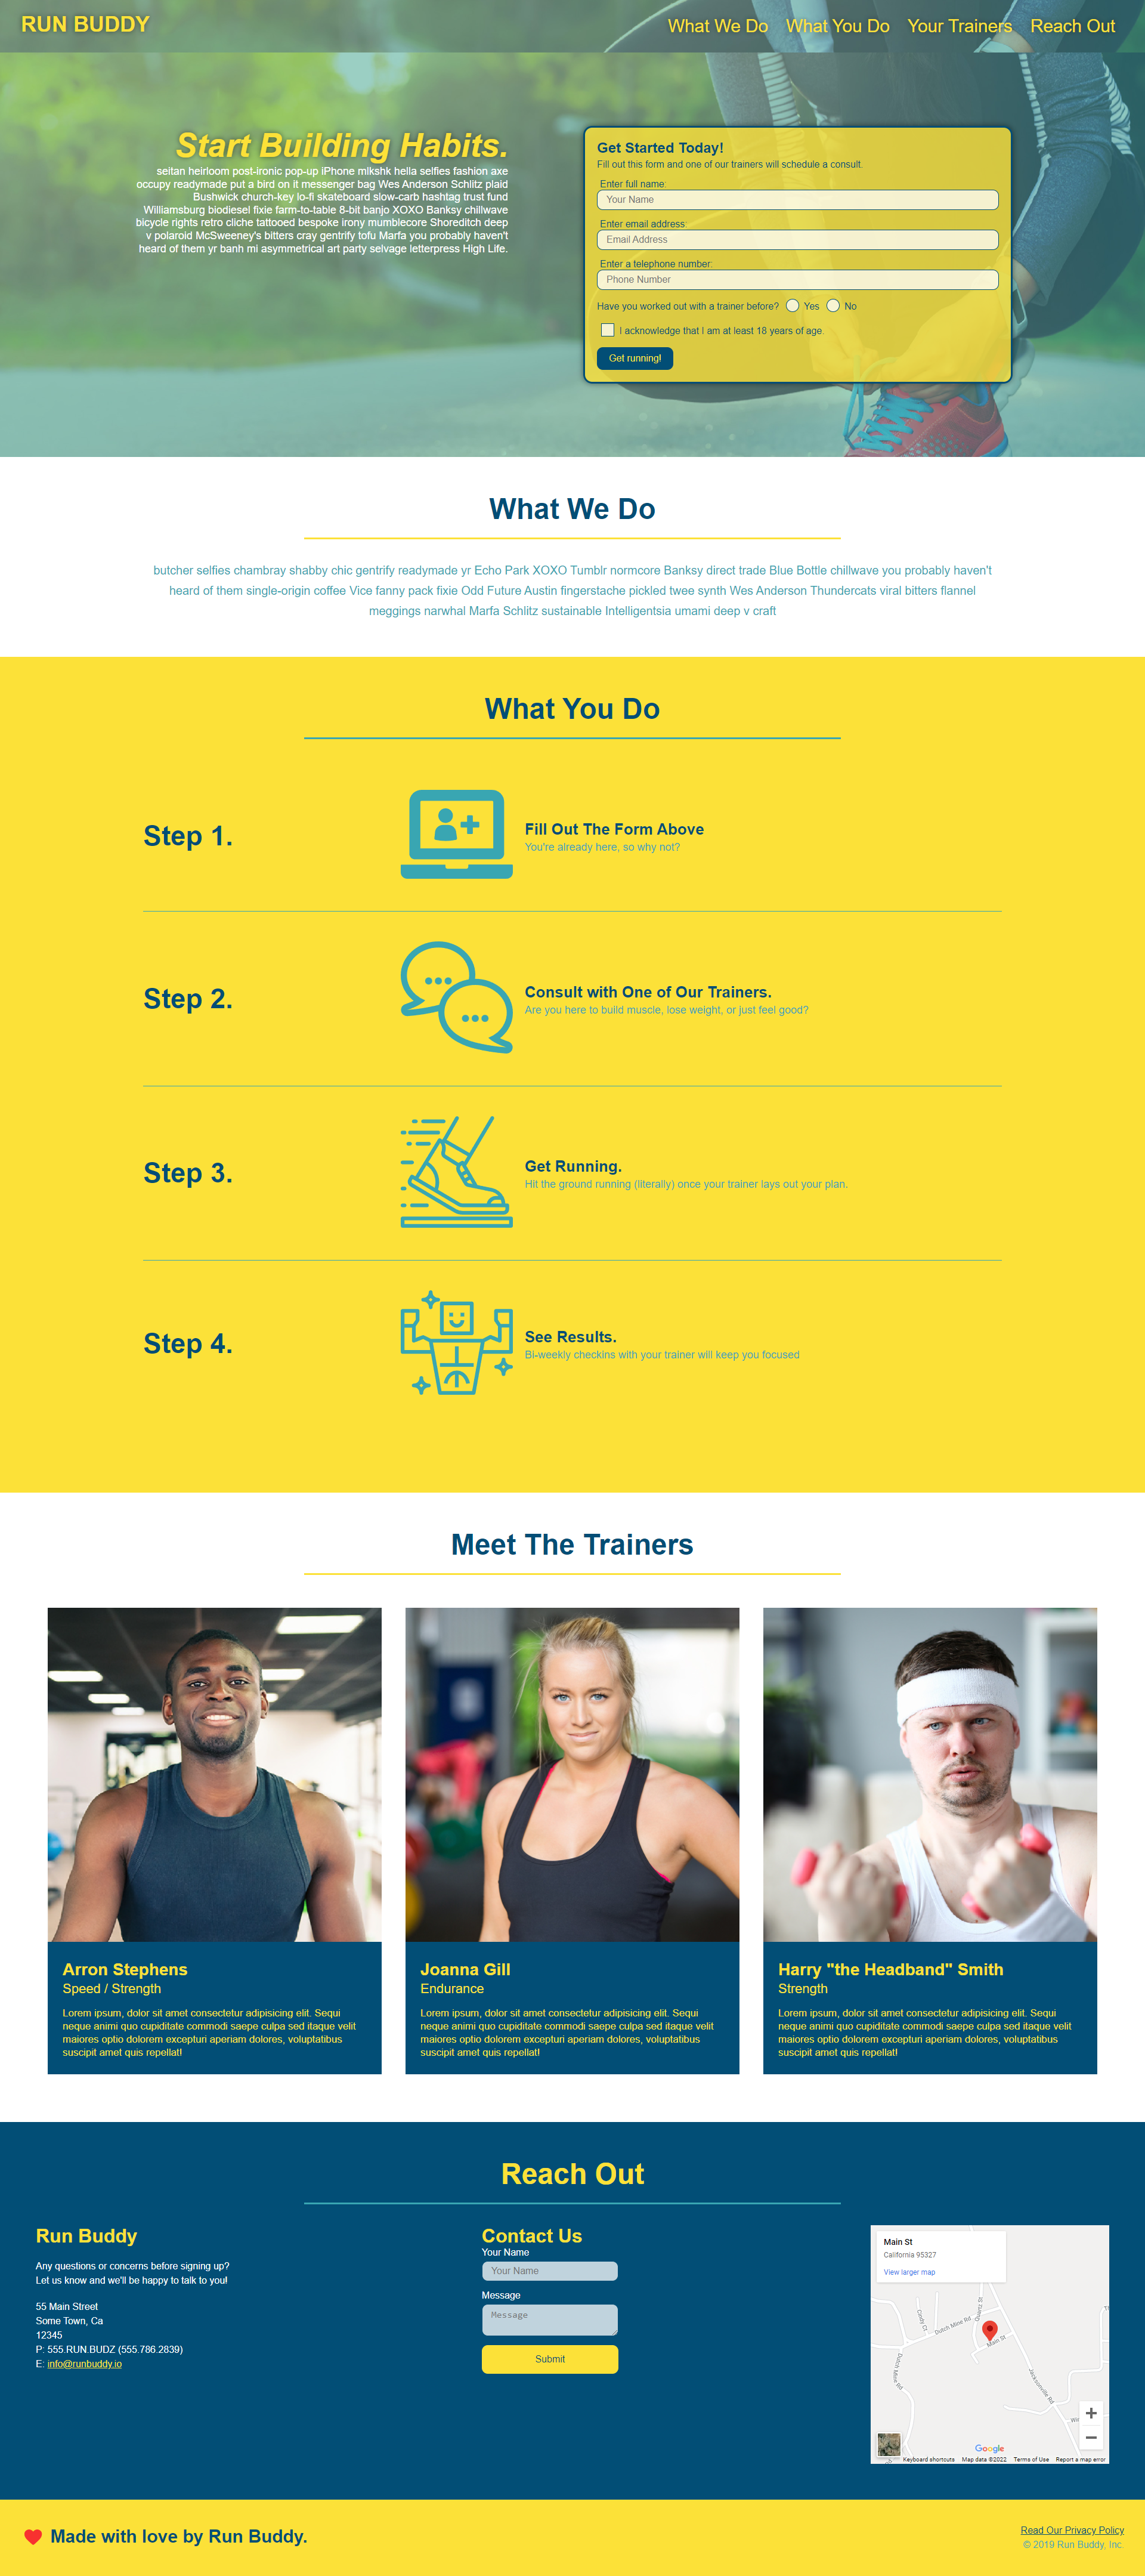 RUN BUDDY
What We Do What You Do Your Trainers Reach Out
Start Building Habits.
seitan heirloom post-ironic pop-up iPhone mlkshk hella selfies fashion axe
occupy readymade put a bird on it messenger bag Wes Anderson Schlitz plaid
Bushwick church-key lo-fi skateboard slow-carb hashtag trust fund
Williamsburg biodiesel fixie farm-to-table 8-bit banjo XOXO Banksy chillwave
bicycle rights retro cliche tattooed bespoke irony mumblecore Shoreditch deep
v polaroid McSweeney's bitters cray gentrify tofu Marfa you probably haven't
heard of them yr banh mi asymmetrical art party selvage letterpress High Life.
Get Started Today!
Fill out this form and one of our trainers will schedule a consult.
Enter full name:
Your Name
Enter email address:
Email Address
Enter a telephone number:
Phone Number
Have you worked out with a trainer before? Yes No
I acknowledge that I am at least 18 years of age.
Get running!
What We Do
butcher selfies chambray shabby chic gentrify readymade yr Echo Park XOXO Tumblr normcore Banksy direct trade Blue Bottle chillwave you probably haven't
heard of them single-origin coffee Vice fanny pack fixie Odd Future Austin fingerstache pickled twee synth Wes Anderson Thundercats viral bitters flannel
meggings narwhal Marfa Schlitz sustainable Intelligentsia umami deep v craft
What You Do
Step 1.
Fill Out The Form Above
You're already here, so why not?
Step 2.
Consult with One of Our Trainers.
Are you here to build muscle, lose weight, or just feel good?
Step 3.
Get Running.
Hit the ground running (literally) once your trainer lays out your plan.
Step 4.
See Results.
Bi-weekly checkins with your trainer will keep you focused
Meet The Trainers
Arron Stephens
Speed / Strength
Lorem ipsum, dolor sit amet consectetur adipisicing elit. Sequi
neque animi quo cupiditate commodi saepe culpa sed itaque velit
maiores optio dolorem excepturi aperiam dolores, voluptatibus
suscipit amet quis repellat!
Joanna Gill
Endurance
Lorem ipsum, dolor sit amet consectetur adipisicing elit. Sequi
neque animi quo cupiditate commodi saepe culpa sed itaque velit
maiores optio dolorem excepturi aperiam dolores, voluptatibus
suscipit amet quis repellat!
Harry "the Headband" Smith
Strength
Lorem ipsum, dolor sit amet consectetur adipisicing elit. Sequi
neque animi quo cupiditate commodi saepe culpa sed itaque velit
maiores optio dolorem excepturi aperiam dolores, voluptatibus
suscipit amet quis repellat!
Reach Out
Run Buddy
Any questions or concerns before signing up?
Let us know and we'll be happy to talk to you!
55 Main Street
Some Town, Ca
12345
P: 555.RUN.BUDZ (555.786.2839)
E: info@runbuddy.io
Contact Us
Your Name
Your Name
Message
Message
Submit
Main St
California 95327
View larger map
Cindy Ct
Dutch Mine Rd
Owens St
Main St
Dutch Mine Rd
Jacksonville Rd
Google
Keyboard shortcuts Map data ©2022 Terms of Use Report a map error
Made with love by Run Buddy.
Read Our Privacy Policy
© 2019 Run Buddy, Inc.